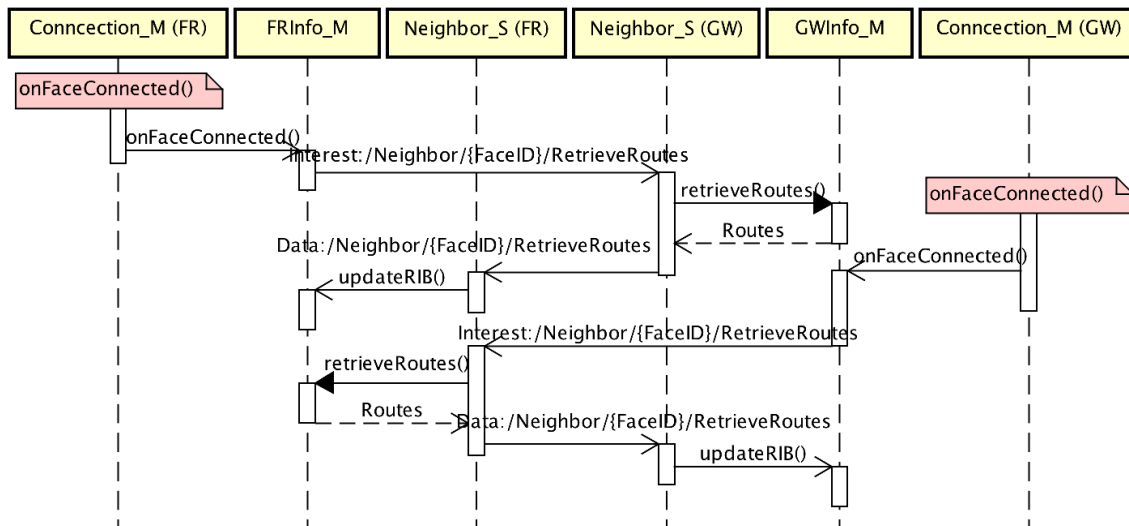 Conncection_M (FR)
FRInfo_M
Neighbor_S (FR)
Neighbor_S (GW)
GWInfo_M
Conncection_M (GW)
onFaceConnected()
onFaceConnected()
Interest:/Neighbor/{FaceID}/RetrieveRoutes
retrieveRoutes()
onFaceConnected()
Routes
Data:/Neighbor/{FaceID}/RetrieveRoutes
onFaceConnected()
updateRIB()
Interest:/Neighbor/{FaceID}/RetrieveRoutes
retrieveRoutes()
Routes
Data:/Neighbor/{FaceID}/RetrieveRoutes
updateRIB()